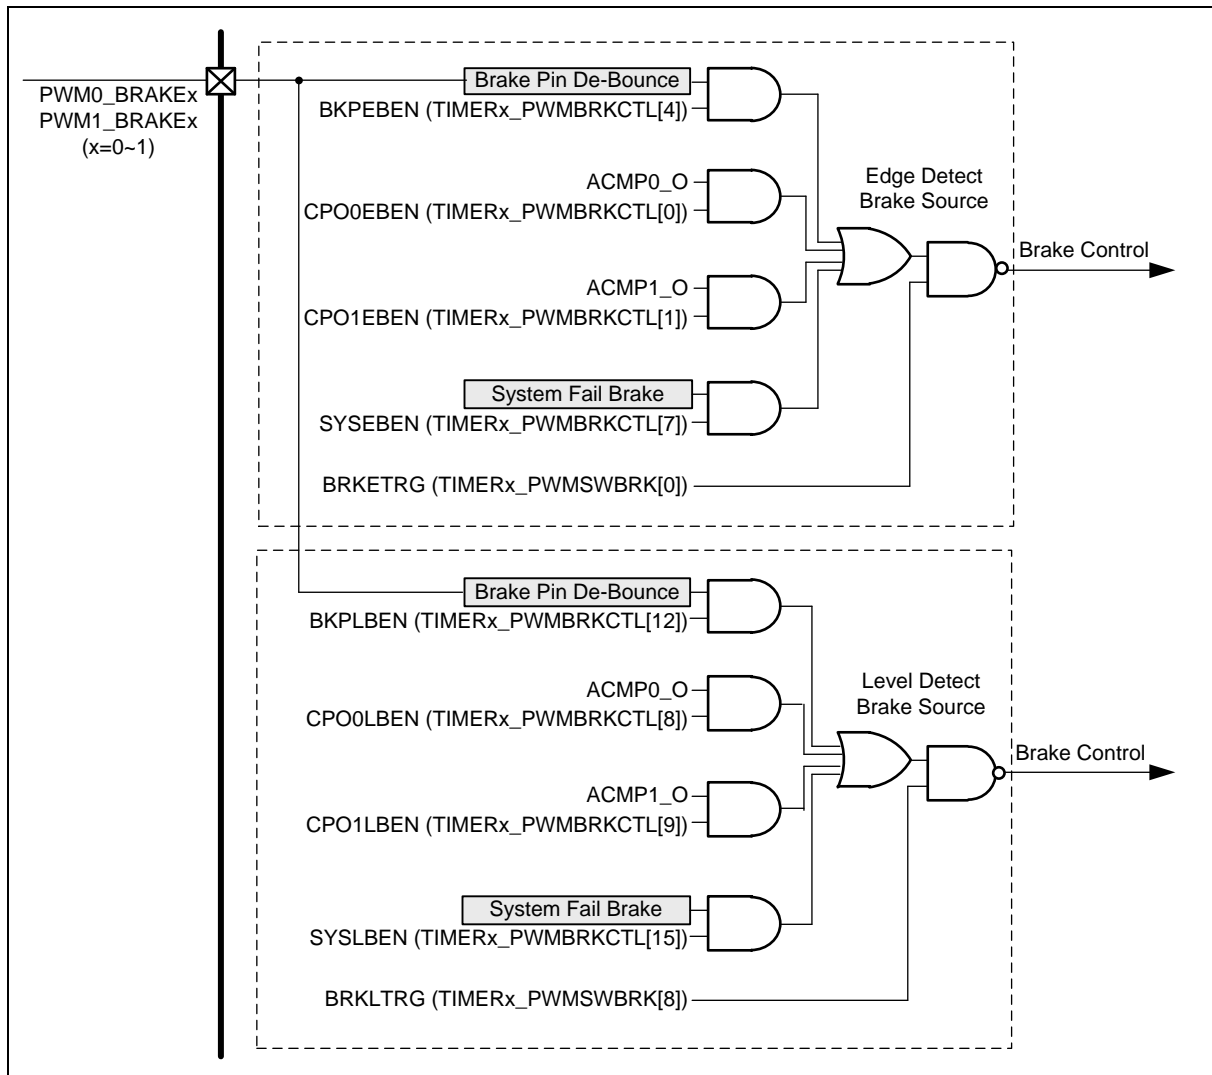 PWM0_BRAKEx
PWM1_BRAKEx
(x=0~1)
Brake Pin De-Bounce
BKPEBEN (TIMERx_PWMBRKCTL[4])
ACMP0_O
CPO0EBEN (TIMERx_PWMBRKCTL[0])
ACMP1_O
CPO1EBEN (TIMERx_PWMBRKCTL[1])
System Fail Brake
SYSEBEN (TIMERx_PWMBRKCTL[7])
BRKETRG (TIMERx_PWMSWBRK[0])
Edge Detect
Brake Source
Brake Control
Brake Pin De-Bounce
BKPLBEN (TIMERx_PWMBRKCTL[12])
ACMP0_O
CPO0LBEN (TIMERx_PWMBRKCTL[8])
ACMP1_O
CPO1LBEN (TIMERx_PWMBRKCTL[9])
System Fail Brake
SYSLBEN (TIMERx_PWMBRKCTL[15])
BRKLTRG (TIMERx_PWMSWBRK[8])
Level Detect
Brake Source
Brake Control